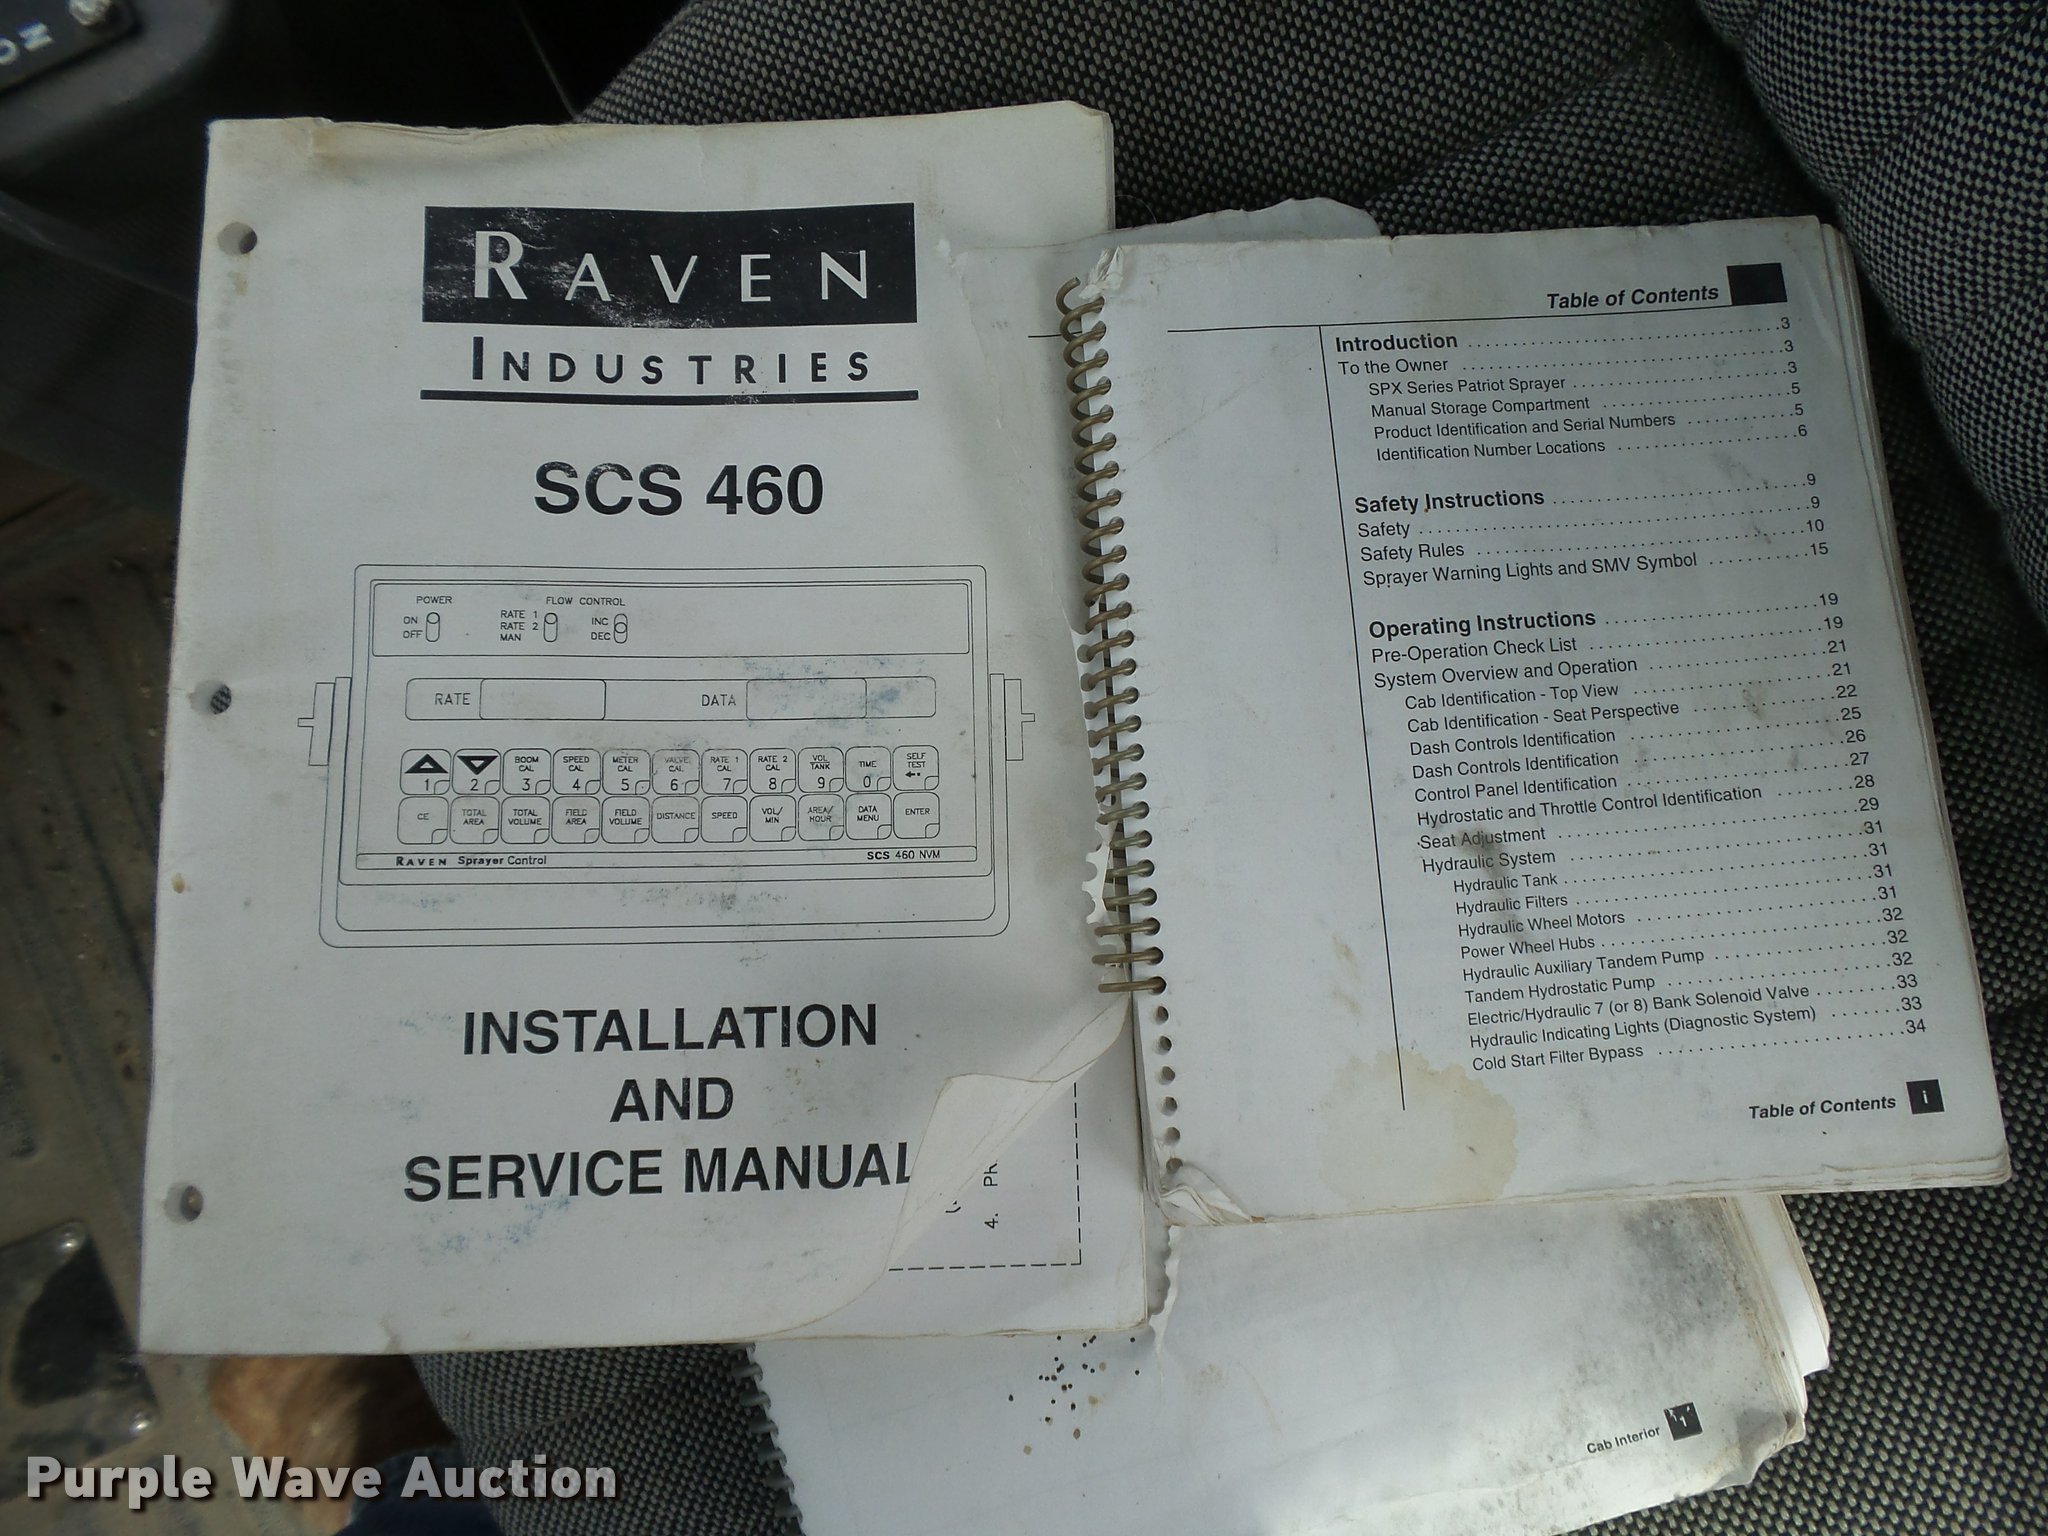 RAVEN
INDUSTRIES
SCS 460
POWER
ON
OFF
FLOW CONTROL
RATE 1
RATE 2
MAN
INC
DEC
RATE
DATA
1
2
BOOM CAL 3
SPEED CAL 4
METER CAL 5
VALVE CAL 6
RATE 1 CAL 7
RATE 2 CAL 8
VOL TANK 9
TIME 0
SELF TEST
CE
TOTAL AREA
TOTAL VOLUME
FIELD AREA
FIELD VOLUME
DISTANCE
SPEED
VOL/ MIN
AREA/ HOUR
DATA MENU
ENTER
RAVEN Sprayer Control
SCS 460 NVM
INSTALLATION
AND
SERVICE MANUAL
4. PH
Table of Contents
Introduction . . . . . . . . . . 3
To the Owner . . . . . . . . . . 3
SPX Series Patriot Sprayer . . . . . . . . . . 3
Manual Storage Compartment . . . . . . . . . . 5
Product Identification and Serial Numbers . . . . . . . . . . 5
Identification Number Locations . . . . . . . . . . 6
Safety Instructions . . . . . . . . . . 9
Safety . . . . . . . . . . 9
Safety Rules . . . . . . . . . . 10
Sprayer Warning Lights and SMV Symbol . . . . . . . . . . 15
Operating Instructions . . . . . . . . . . 19
Pre-Operation Check List . . . . . . . . . . 19
System Overview and Operation . . . . . . . . . . 21
Cab Identification - Top View . . . . . . . . . . 21
Cab Identification - Seat Perspective . . . . . . . . . . 22
Dash Controls Identification . . . . . . . . . . 25
Dash Controls Identification . . . . . . . . . . 26
Control Panel Identification . . . . . . . . . . 27
Hydrostatic and Throttle Control Identification . . . . . . . . . . 28
Seat Adjustment . . . . . . . . . . 29
Hydraulic System . . . . . . . . . . 31
Hydraulic Tank . . . . . . . . . . 31
Hydraulic Filters . . . . . . . . . . 31
Hydraulic Wheel Motors . . . . . . . . . . 31
Power Wheel Hubs . . . . . . . . . . 32
Hydraulic Auxiliary Tandem Pump . . . . . . . . . . 32
Tandem Hydrostatic Pump . . . . . . . . . . 32
Electric/Hydraulic 7 (or 8) Bank Solenoid Valve . . . . . . . . . . 33
Hydraulic Indicating Lights (Diagnostic System) . . . . . . . . . . 33
Cold Start Filter Bypass . . . . . . . . . . 34
Table of Contents i
Cab Interior 1
Purple Wave Auction